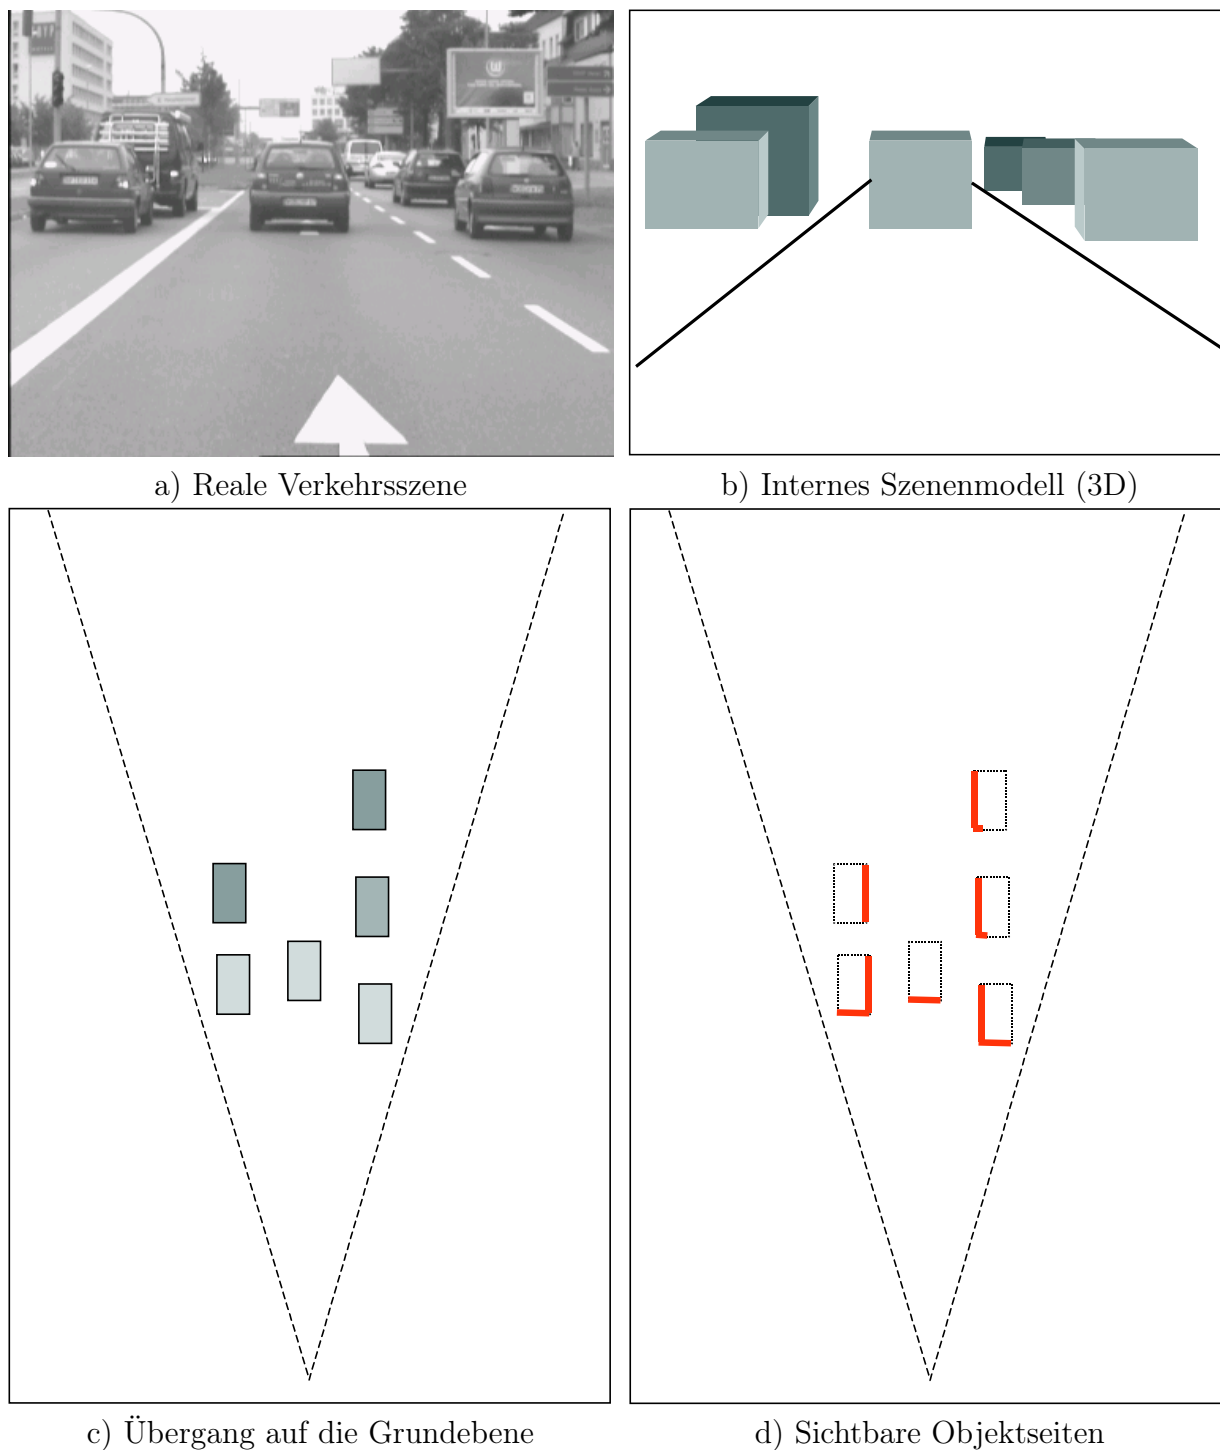 a) Reale Verkehrsszene
b) Internes Szenenmodell (3D)
c) Übergang auf die Grundebene
d) Sichtbare Objektseiten